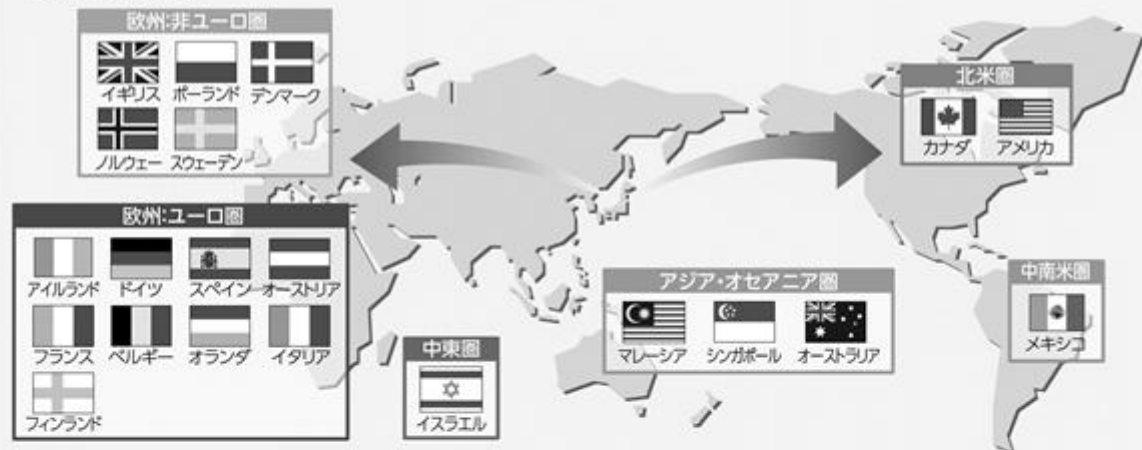 欧州:非ユーロ圏
イギリス ポーランド デンマーク
ノルウェー スウェーデン
欧州:ユーロ圏
アイルランド ドイツ スペイン オーストリア
フランス ベルギー オランダ イタリア
フィンランド
中東圏
イスラエル
アジア・オセアニア圏
マレーシア シンガポール オーストラリア
北米圏
カナダ アメリカ
中南米圏
メキシコ